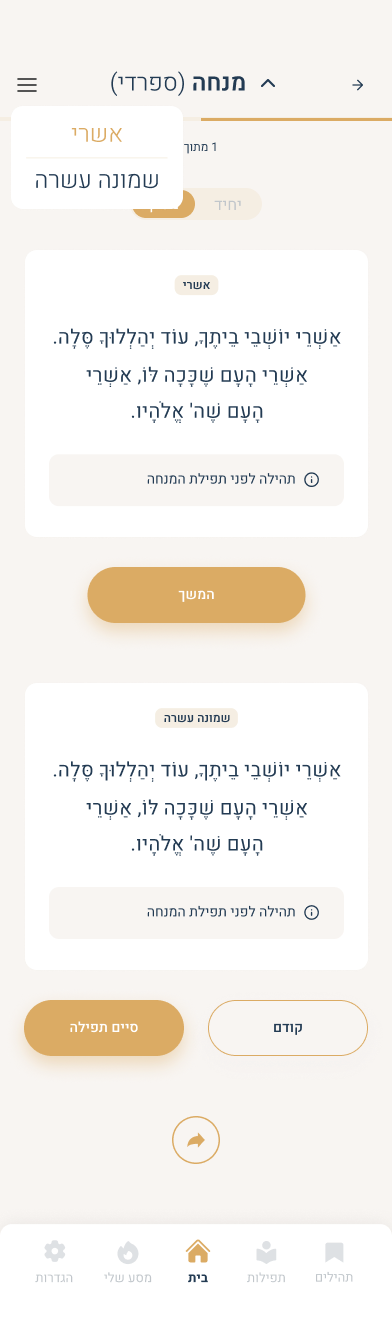 מנחה (ספרדי)
אשרי
שמונה עשרה
1 מתוך
יחיד
אשרי
אַשְׁרֵי יוֹשְׁבֵי בֵיתֶךָ, עוֹד יְהַלְלוּךָ סֶּלָה.
אַשְׁרֵי הָעָם שֶׁכָּכָה לּוֹ, אַשְׁרֵי
הָעָם שֶׁה' אֱלֹהָיו.
תהילה לפני תפילת המנחה
המשך
שמונה עשרה
אַשְׁרֵי יוֹשְׁבֵי בֵיתֶךָ, עוֹד יְהַלְלוּךָ סֶּלָה.
אַשְׁרֵי הָעָם שֶׁכָּכָה לּוֹ, אַשְׁרֵי
הָעָם שֶׁה' אֱלֹהָיו.
תהילה לפני תפילת המנחה
קודם
סיים תפילה
תהילים
תפילות
בית
מסע שלי
הגדרות